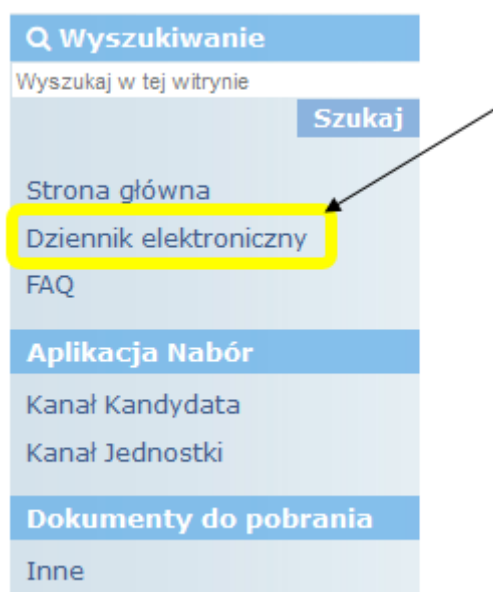 Wyszukiwanie
Wyszukaj w tej witrynie
Szukaj
Strona główna
Dziennik elektroniczny
FAQ
Aplikacja Nabór
Kanał Kandydata
Kanał Jednostki
Dokumenty do pobrania
Inne